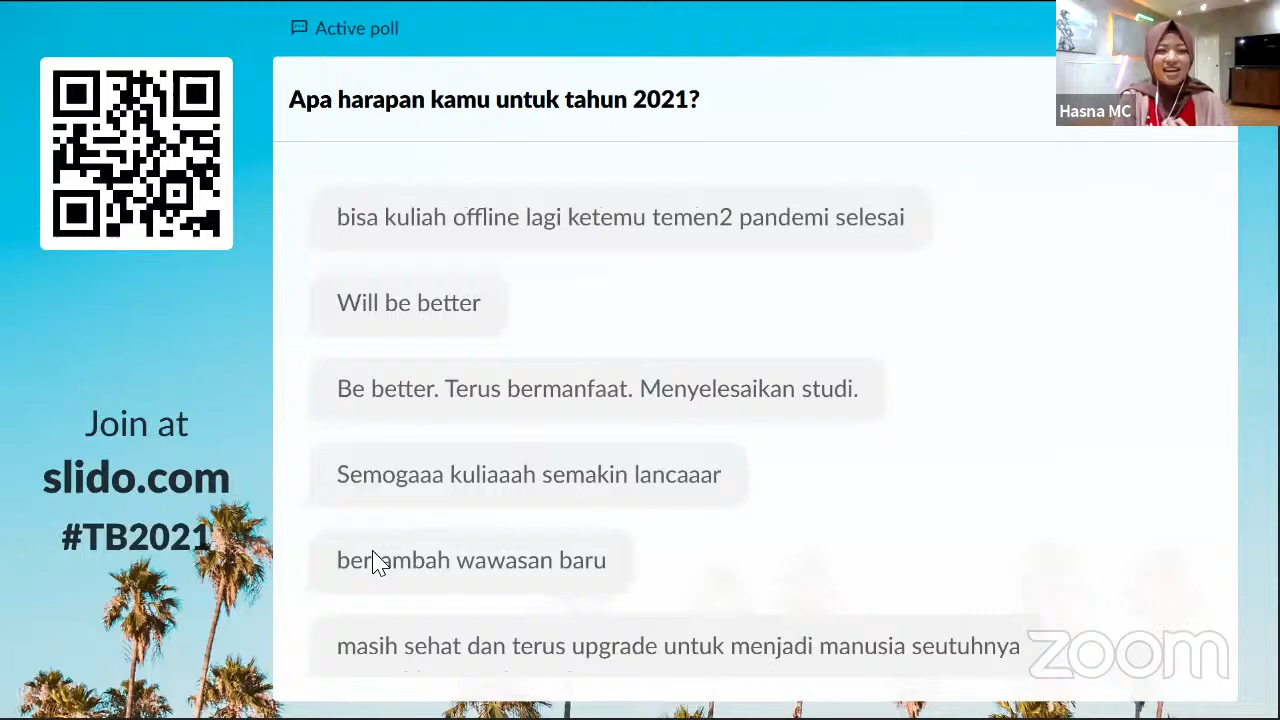 Active poll
Apa harapan kamu untuk tahun 2021?
Hasna MC
bisa kuliah offline lagi ketemu temen2 pandemi selesai
Will be better
Be better. Terus bermanfaat. Menyelesaikan studi.
Semogaaa kuliaaah semakin lancaaar
Join at
slido.com
#TB2021
wawasan baru
masih sehat dan terus upgrade untuk menjadi manusia seutuhnya
zoom